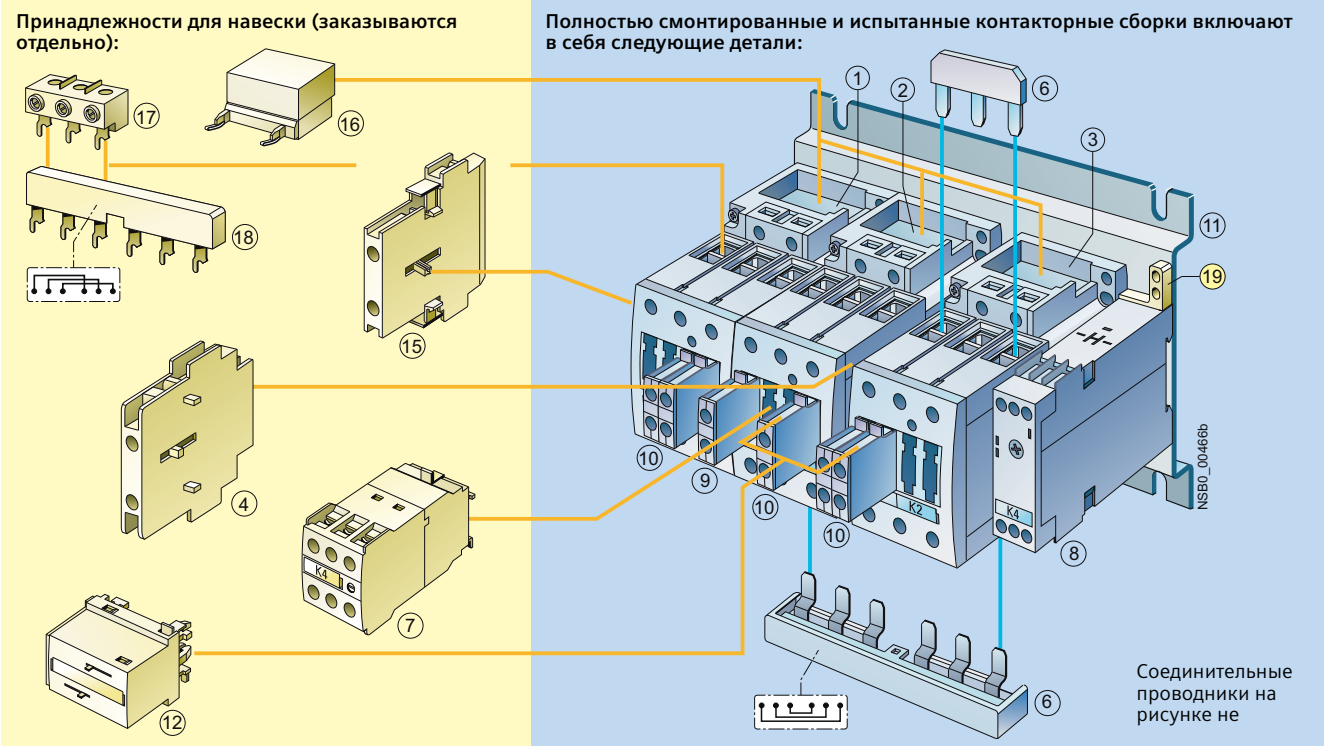 Принадлежности для навески (заказываются
отдельно):
Полностью смонтированные и испытанные контакторные сборки включают
в себя следующие детали:
17
16
18
15
4
K4
7
12
1
2
6
3
11
19
10
9
10
10
K2
K4
8
NSB0_00466b
6
Соединительные
проводники на
рисунке не